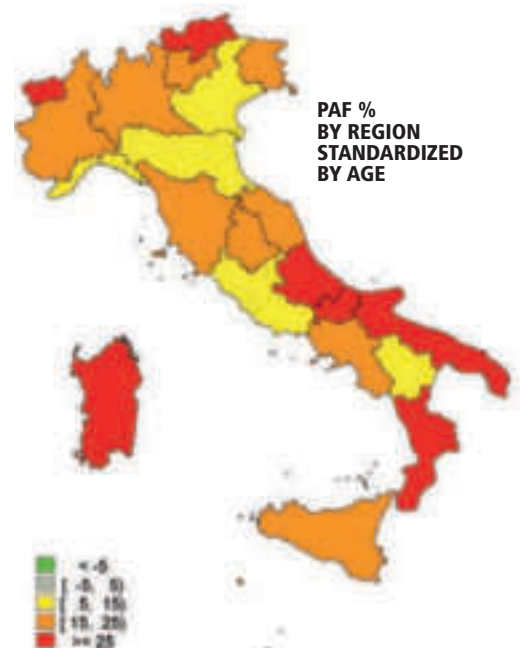 PAF %
BY REGION
STANDARDIZED
BY AGE
< -5
-5, 5)
5, 15)
15, 25)
>= 25